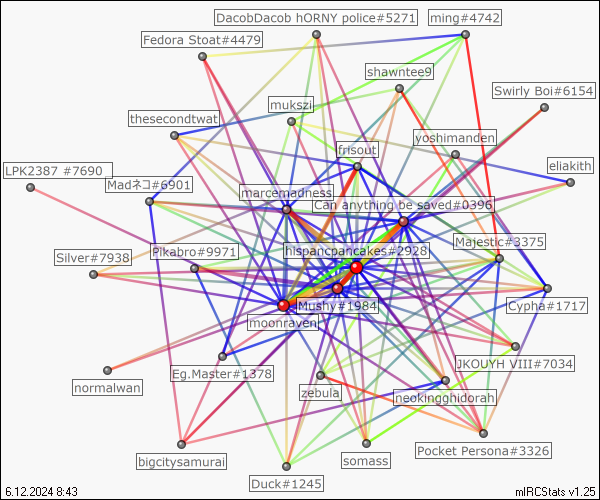 DacobDacob hORNY police#5271
ming#4742
Fedora Stoat#4479
shawntee9
Swirly Boi#6154
mukszi
thesecondtwat
yoshimanden
frisout
LPK2387 #7690
eliakith
Madネコ#6901
marcemadness
Can anything be saved#0396
Majestic#3375
hispancpancakes#2928
Pikabro#9971
Silver#7938
Mushy#1984
Cypha#1717
moonraven
JKOUYH VIII#7034
Eg.Master#1378
normalwan
zebula
neokingghidorah
Pocket Persona#3326
bigcitysamurai
somass
Duck#1245
6.12.2024 8:43
mIRCStats v1.25